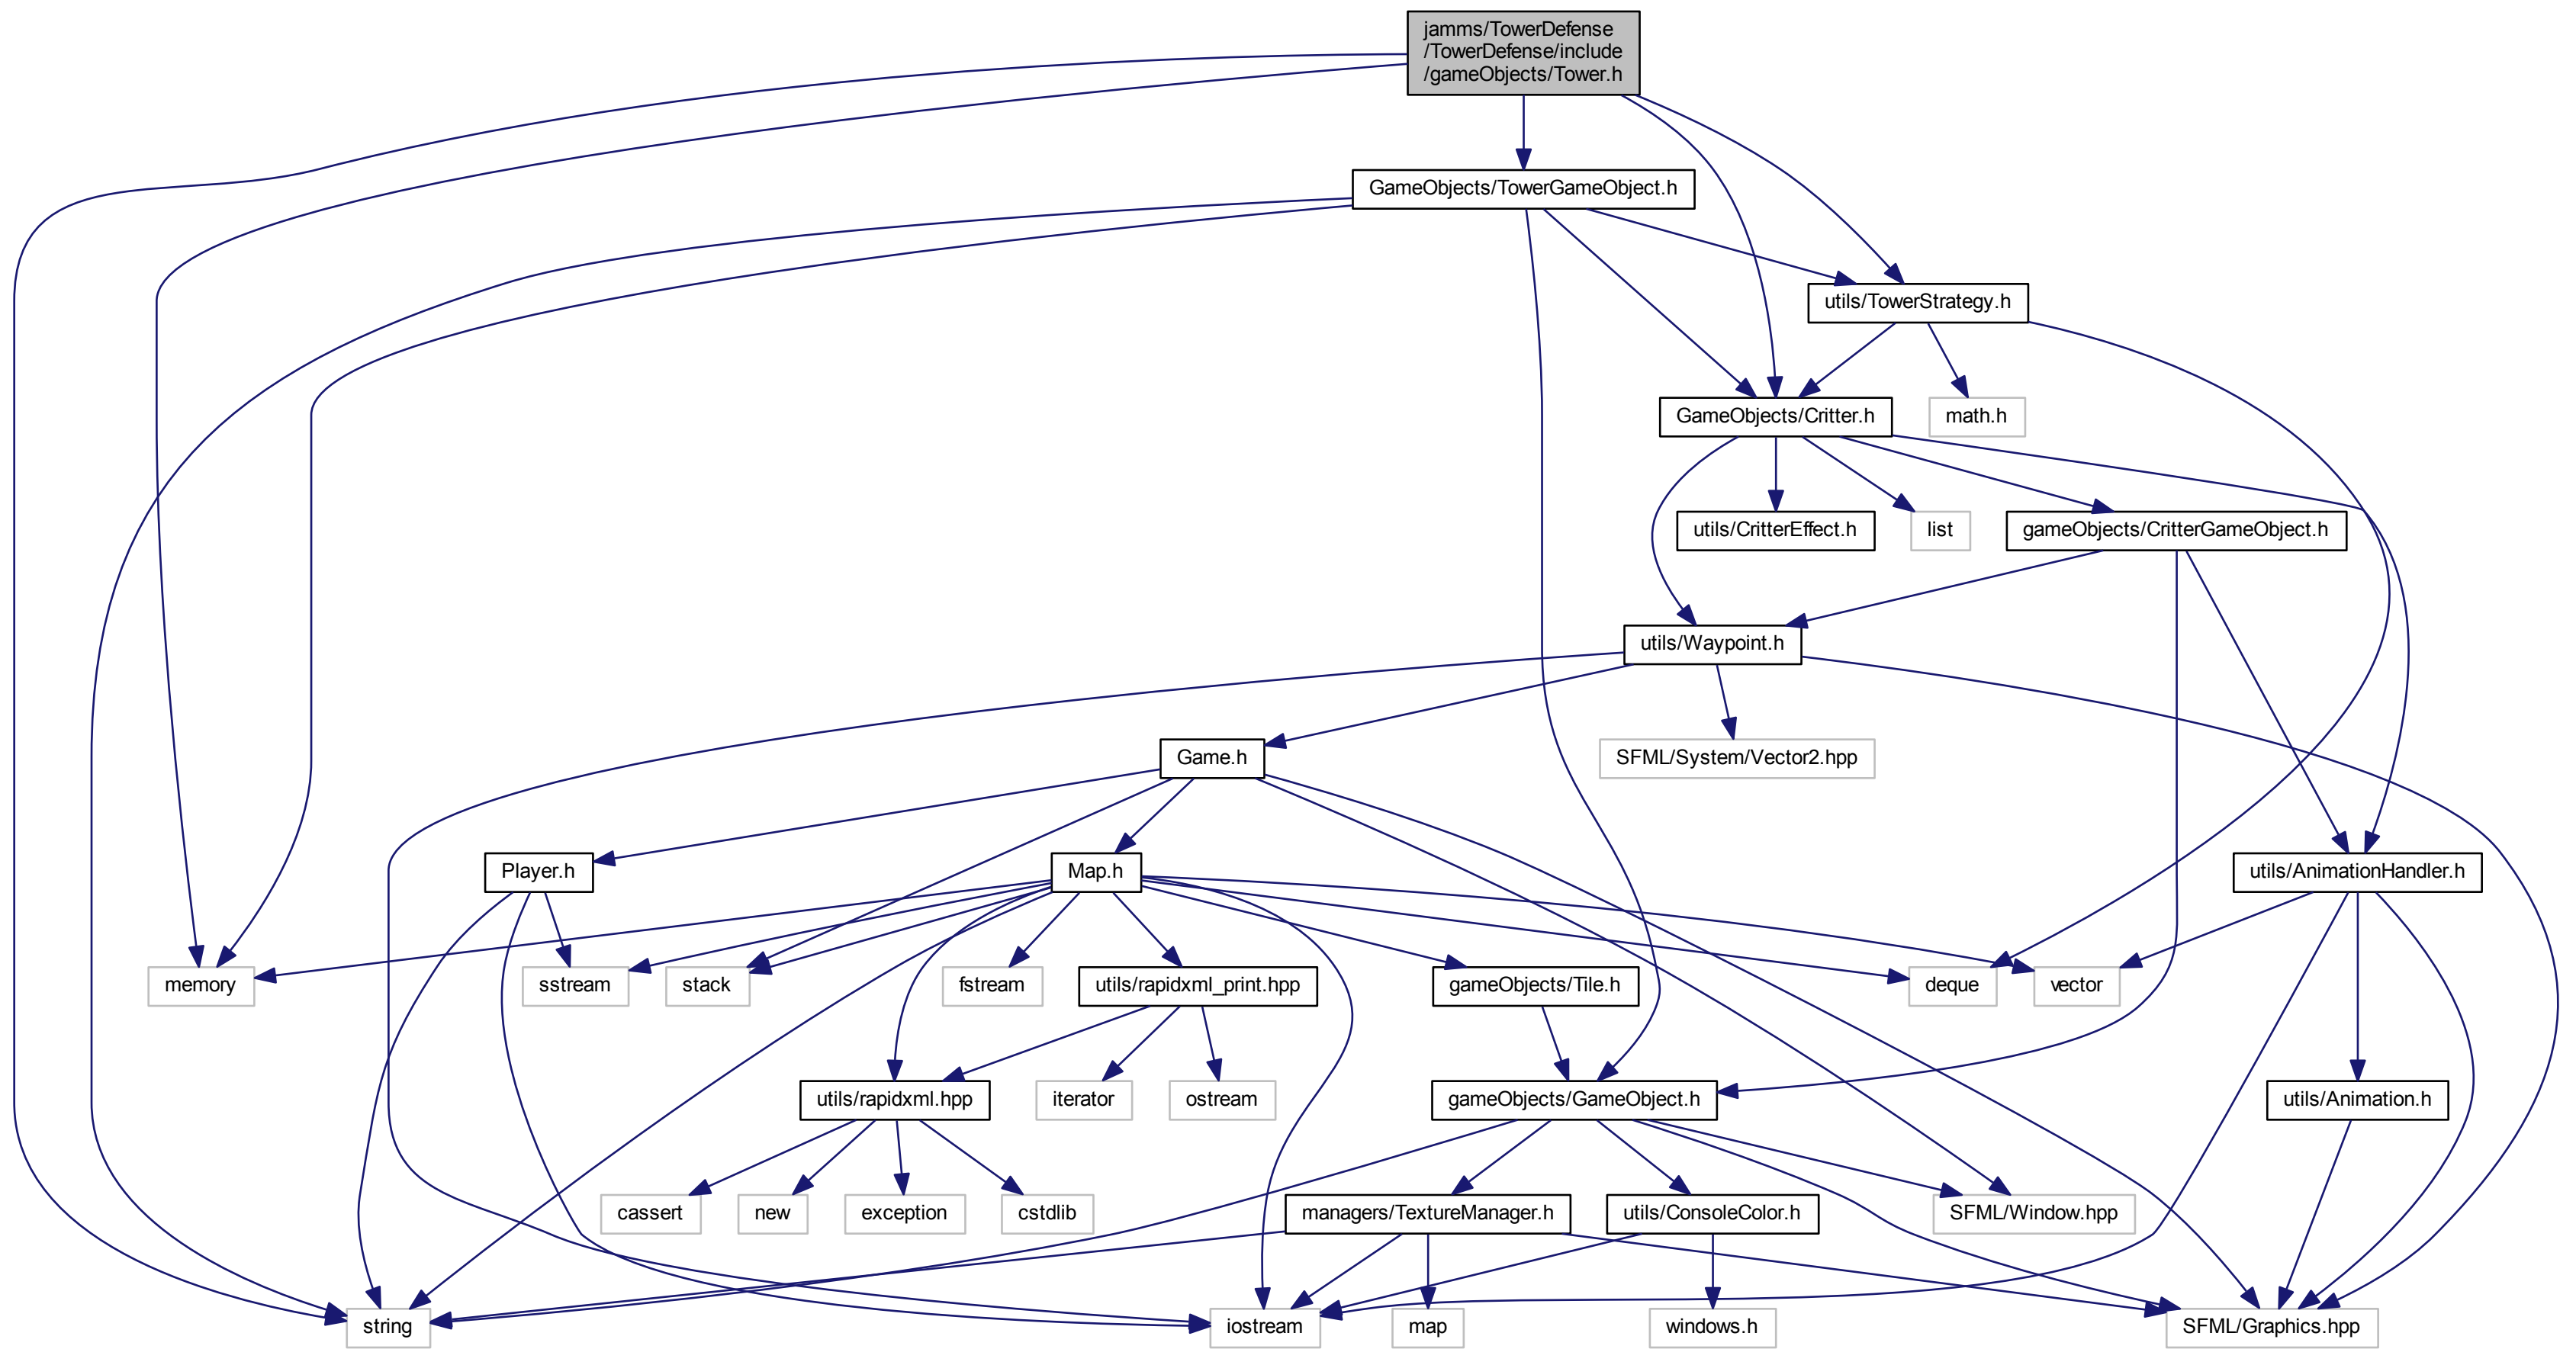 jamms/TowerDefense
/TowerDefense/include
/gameObjects/Tower.h
GameObjects/TowerGameObject.h
utils/TowerStrategy.h
GameObjects/Critter.h
math.h
utils/CritterEffect.h
list
gameObjects/CritterGameObject.h
utils/Waypoint.h
Game.h
SFML/System/Vector2.hpp
Player.h
Map.h
utils/AnimationHandler.h
memory
sstream
stack
fstream
utils/rapidxml_print.hpp
gameObjects/Tile.h
deque
vector
utils/rapidxml.hpp
iterator
ostream
gameObjects/GameObject.h
utils/Animation.h
cassert
new
exception
cstdlib
managers/TextureManager.h
utils/ConsoleColor.h
SFML/Window.hpp
string
iostream
map
windows.h
SFML/Graphics.hpp